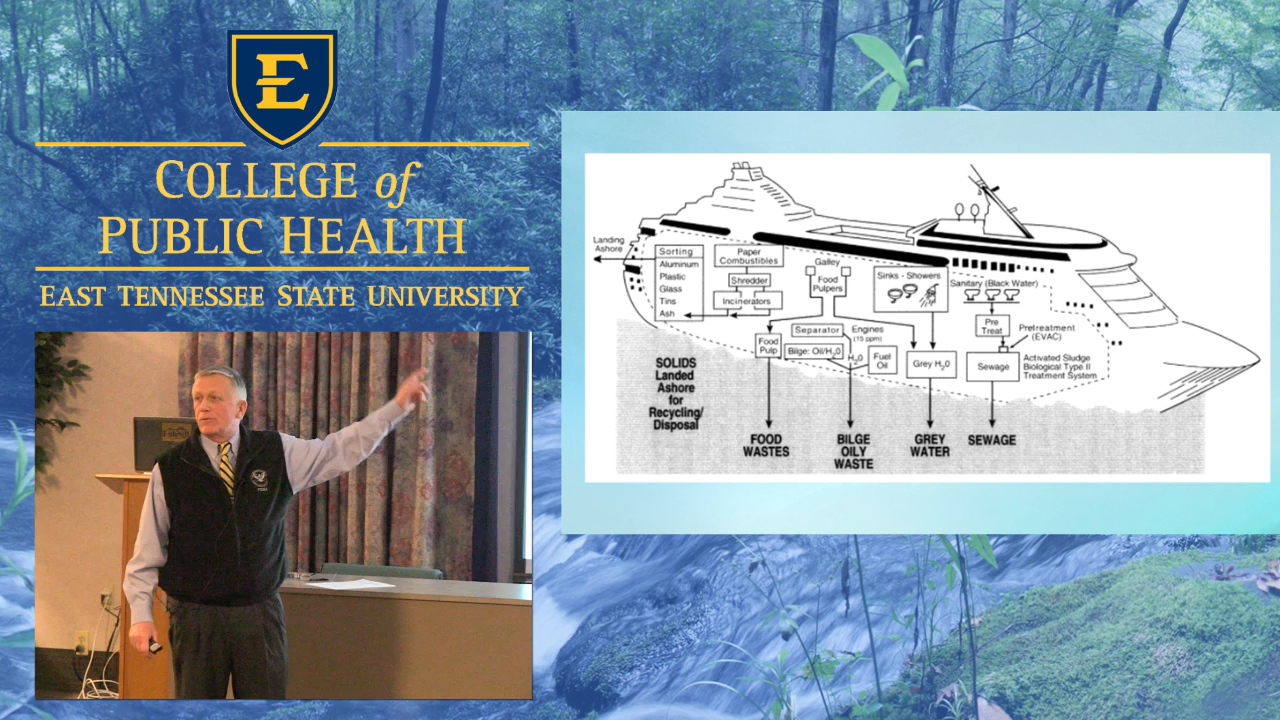 E
COLLEGE of
PUBLIC HEALTH
EAST TENNESSEE STATE UNIVERSITY
Landing
Ashore
Sorting
Aluminum
Plastic
Glass
Tins
Ash
Paper
Combustibles
Shredder
Incinerators
Galley
Food
Pulpers
Sinks - Showers
Sanitary (Black Water)
Food
Pulp
Separator
Bilge: Oil/H2O
H2O
Engines
(15 ppm)
Fuel
Oil
Grey H2O
Pre
Treat
Sewage
Pretreatment
(EVAC)
Activated Sludge
Biological Type II
Treatment System
SOLIDS
Landed
Ashore
for
Recycling/
Disposal
FOOD
WASTES
BILGE
OILY
WASTE
GREY
WATER
SEWAGE